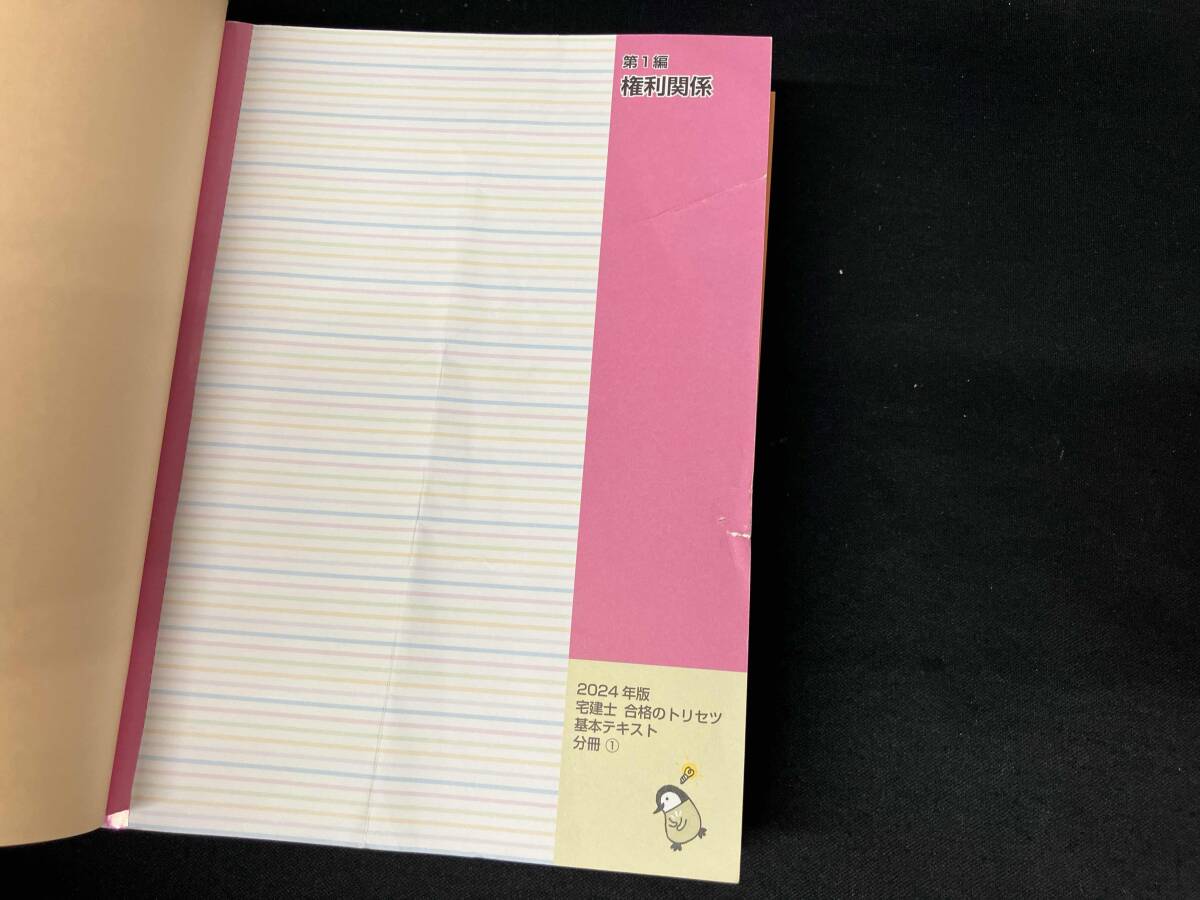 第1編
権利関係
2024年版
宅建士 合格のトリセツ
基本テキスト
分冊 ①